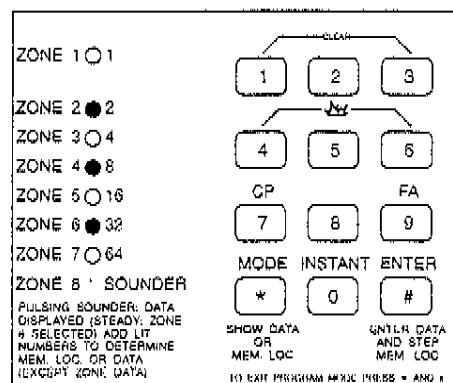 CLEAR
ZONE 1 1
1 2 3
ZONE 2 2
ZONE 3 4
4 5 6
ZONE 4 8
ZONE 5 16
CP FA
ZONE 6 32
7 8 9
ZONE 7 64
MODE INSTANT ENTER
ZONE 8 * SOUNDER
* 0 #
PULSING SOUNDER: DATA
DISPLAYED (STEADY: ZONE
# SELECTED) ADD LIT
NUMBERS TO DETERMINE
MEM. LOC. OR DATA
(EXCEPT ZONE DATA)
SHOW DATA
OR
MEM. LOC
ENTER DATA
AND STEP
MEM LOC
TO EXIT PROGRAM MODE PRESS * AND #